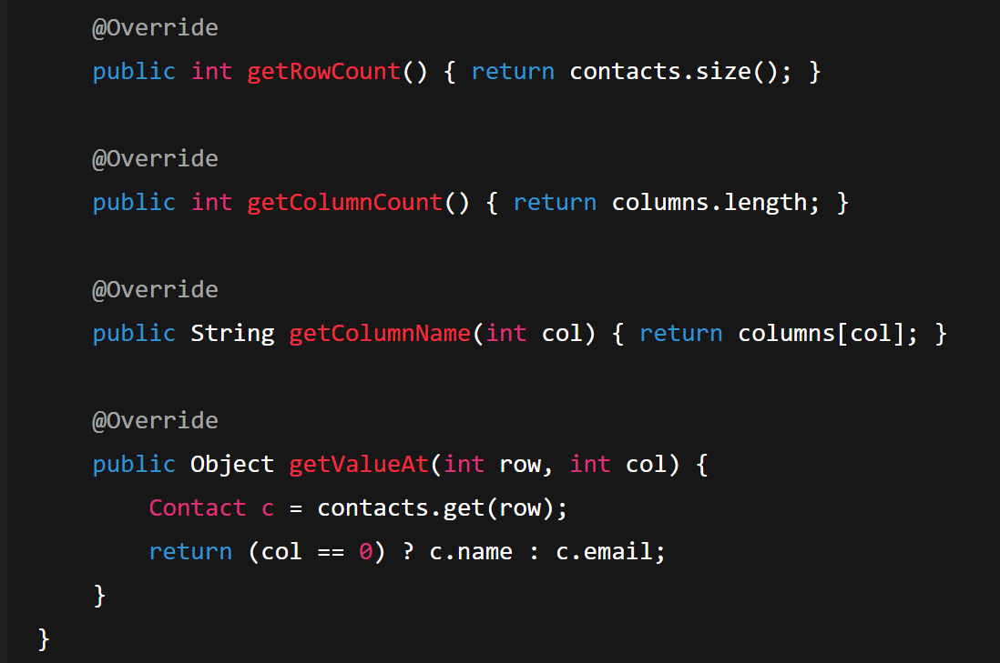 @Override
public int getRowCount() { return contacts.size(); }
@Override
public int getColumnCount() { return columns.length; }
@Override
public String getColumnName(int col) { return columns[col]; }
@Override
public Object getValueAt(int row, int col) {
Contact c = contacts.get(row);
return (col == 0) ? c.name : c.email;
}
}